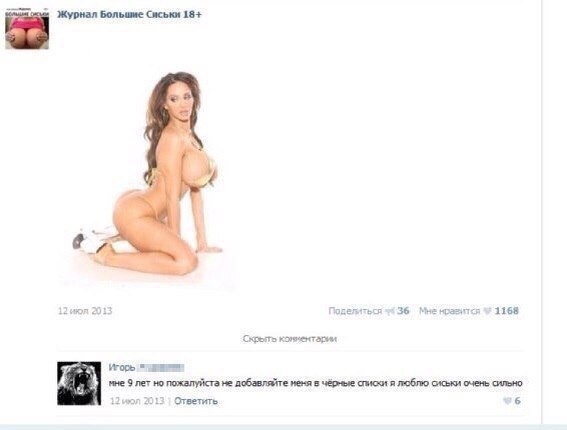 Журнал Большие Сиськи 18+
12 июл 2013
Поделиться 36 Мне нравится 1168
Скрыть комментарии
Игорь
мне 9 лет но пожалуйста не добавляйте меня в чёрные списки я люблю сиськи очень сильно
12 июл 2013 | Ответить 6